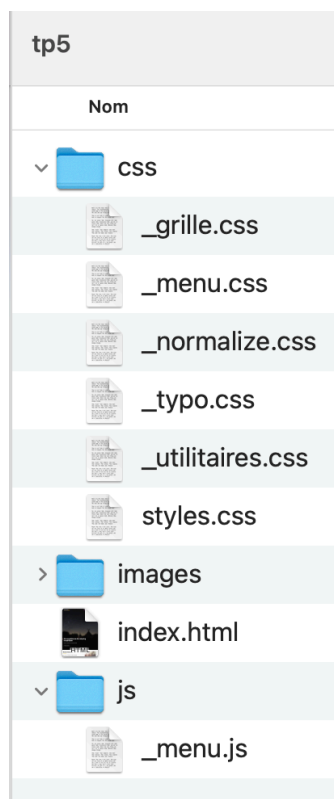 tp5
Nom
css
_grille.css
_menu.css
_normalize.css
_typo.css
_utilitaires.css
styles.css
images
HTML
index.html
js
_menu.js